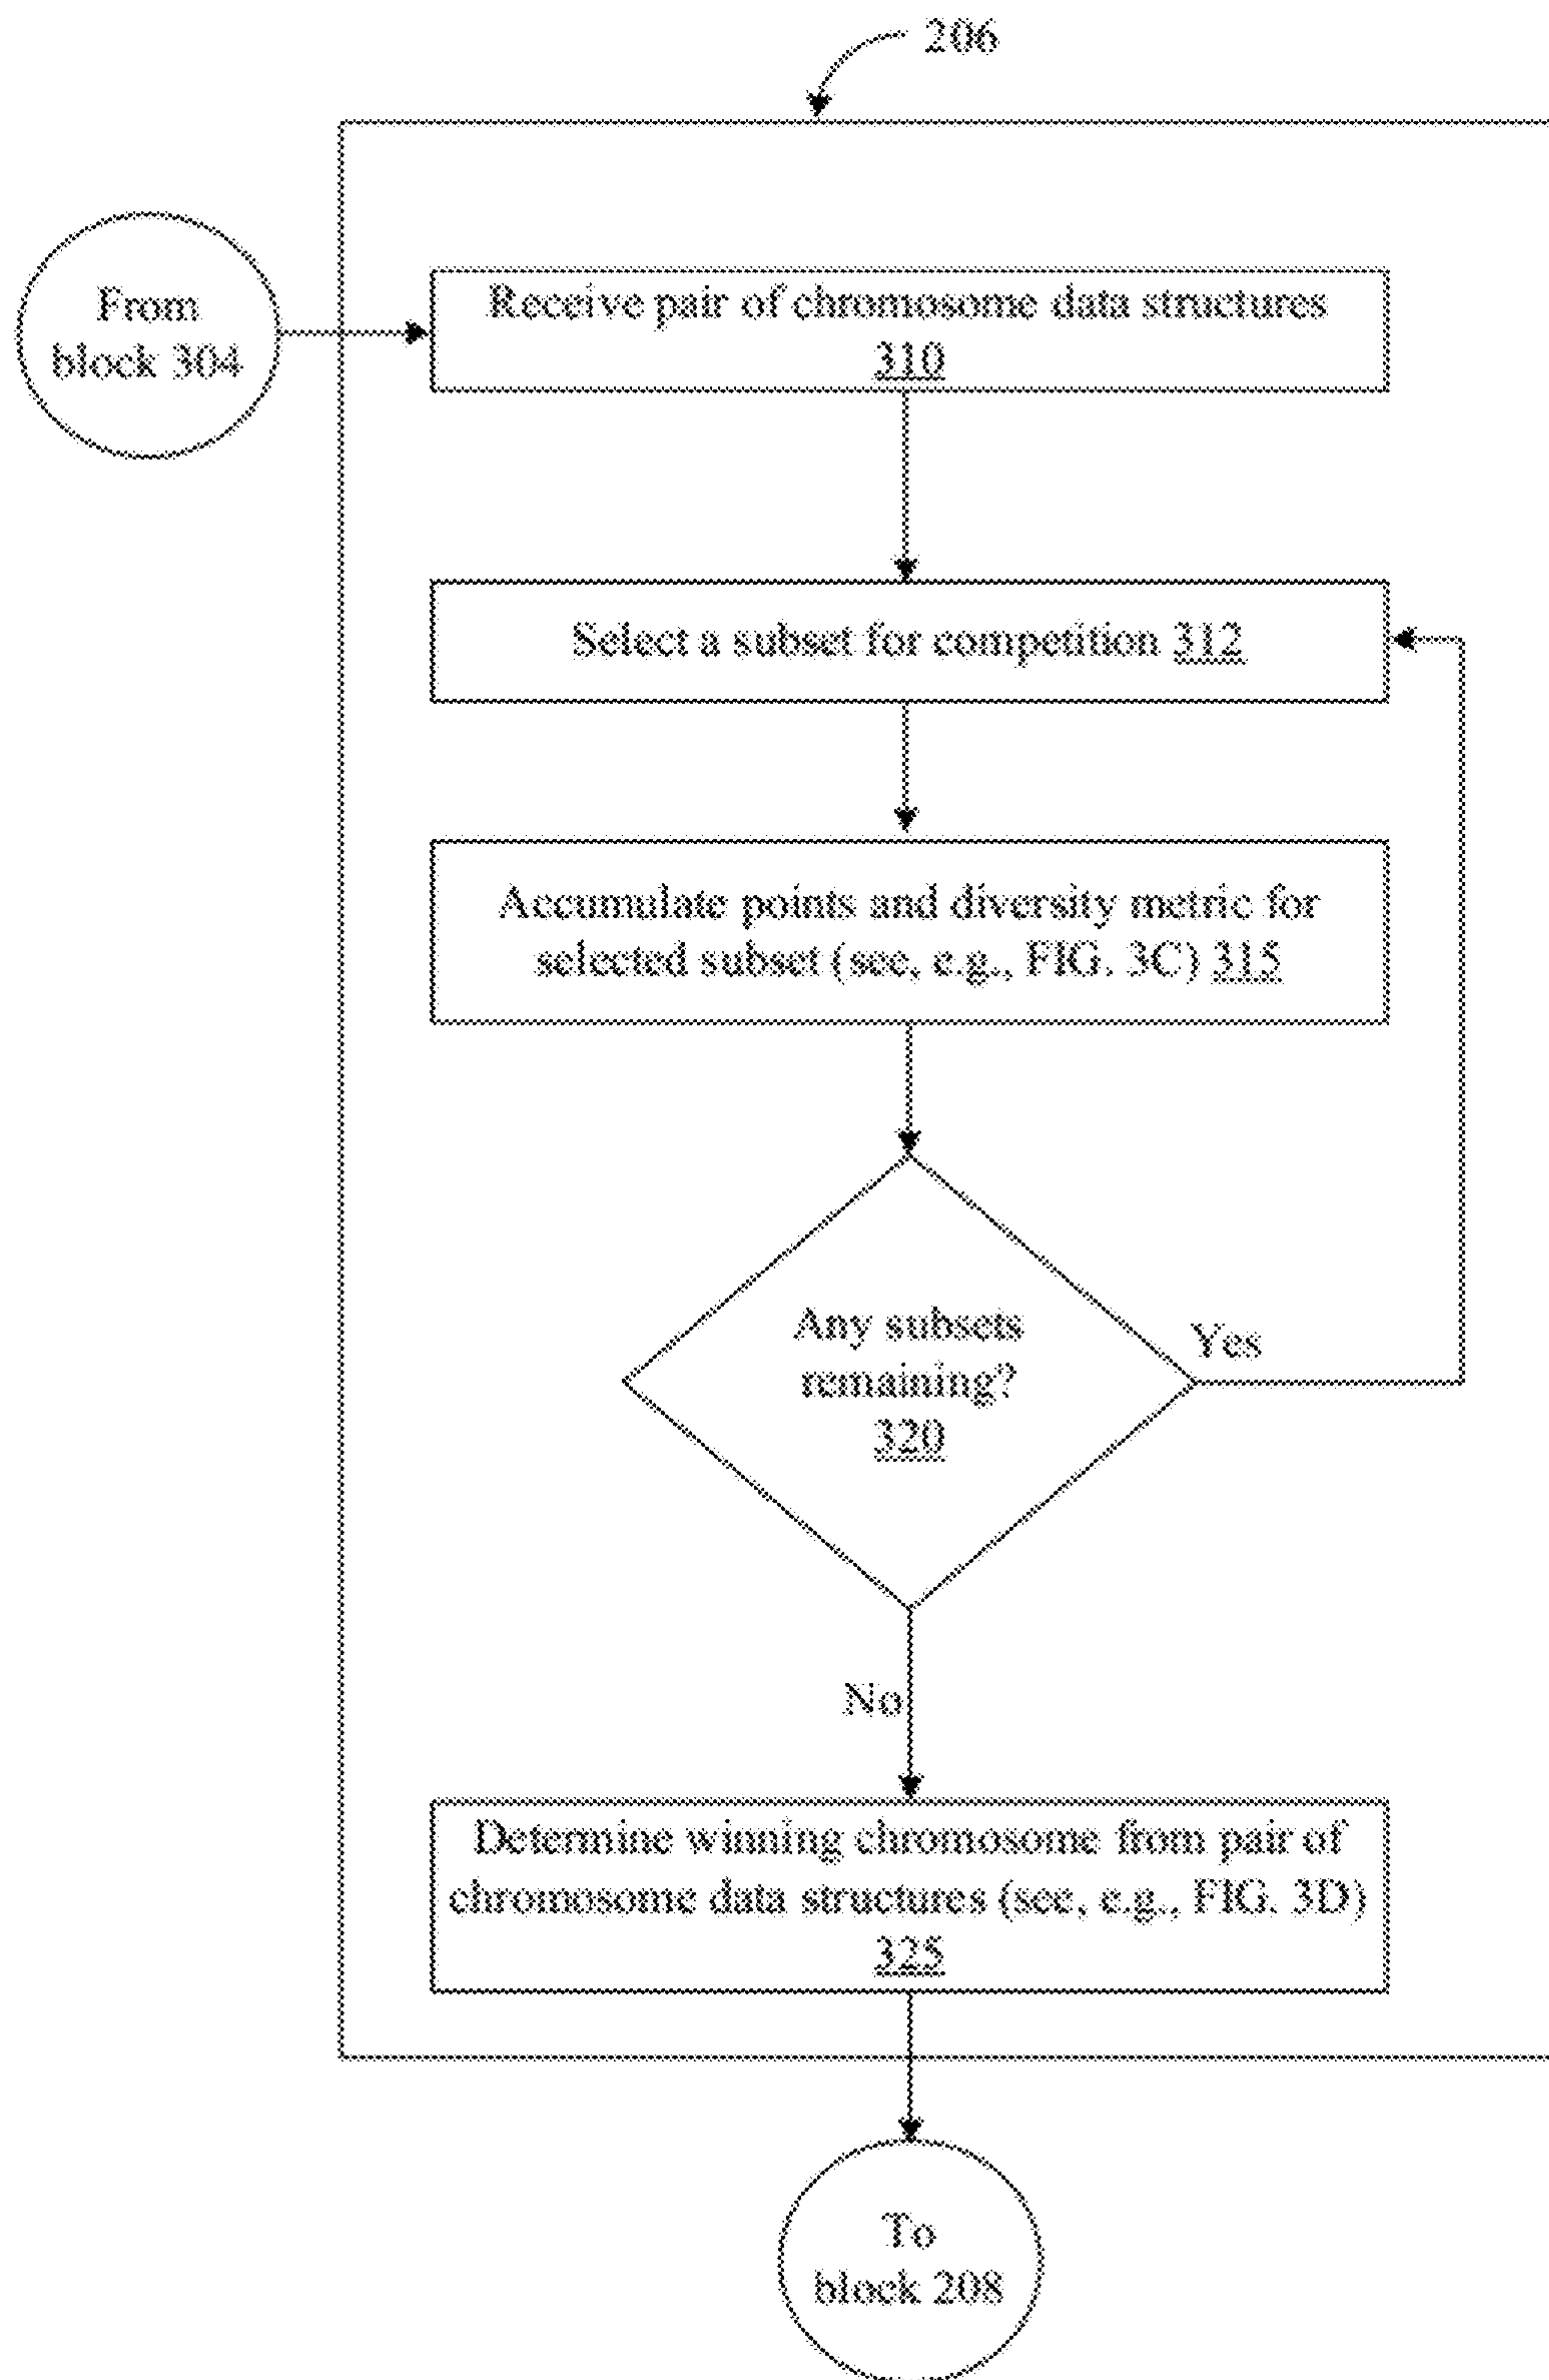 206
From
block 304
Receive pair of chromosome data structures
310
Select a subset for competition 312
Accumulate points and diversity metric for
selected subset (see, e.g., FIG. 3C) 315
Any subsets
remaining?
320
Yes
No
Determine winning chromosome from pair of
chromosome data structures (see, e.g., FIG. 3D)
325
To
block 208